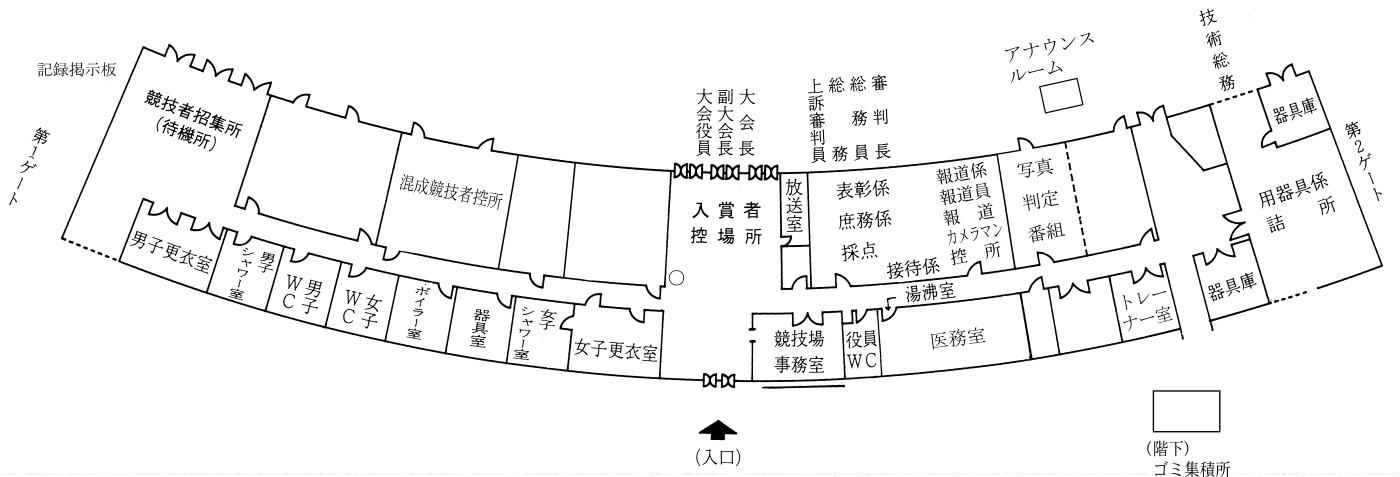 記録掲示板
第1ゲート
競技者招集所
(待機所)
混成競技者控所
男子更衣室
男子
シャワー室
男子
WC
女子
WC
ボイラー室
器具室
女子
シャワー室
女子更衣室
大会長
副大会長
大会役員
入賞者
控場所
(入口)
放送室
審判長
総務員
総務
上訴審判員
表彰係
庶務係
採点
報道係
報道員
報道
カメラマン
控所
接待係
写真
判定
番組
アナウンス
ルーム
技術総務
器具庫
第2ゲート
用器具係
詰所
器具庫
トレー
ナー室
湯沸室
医務室
役員
WC
競技場
事務室
(階下)
ゴミ集積所